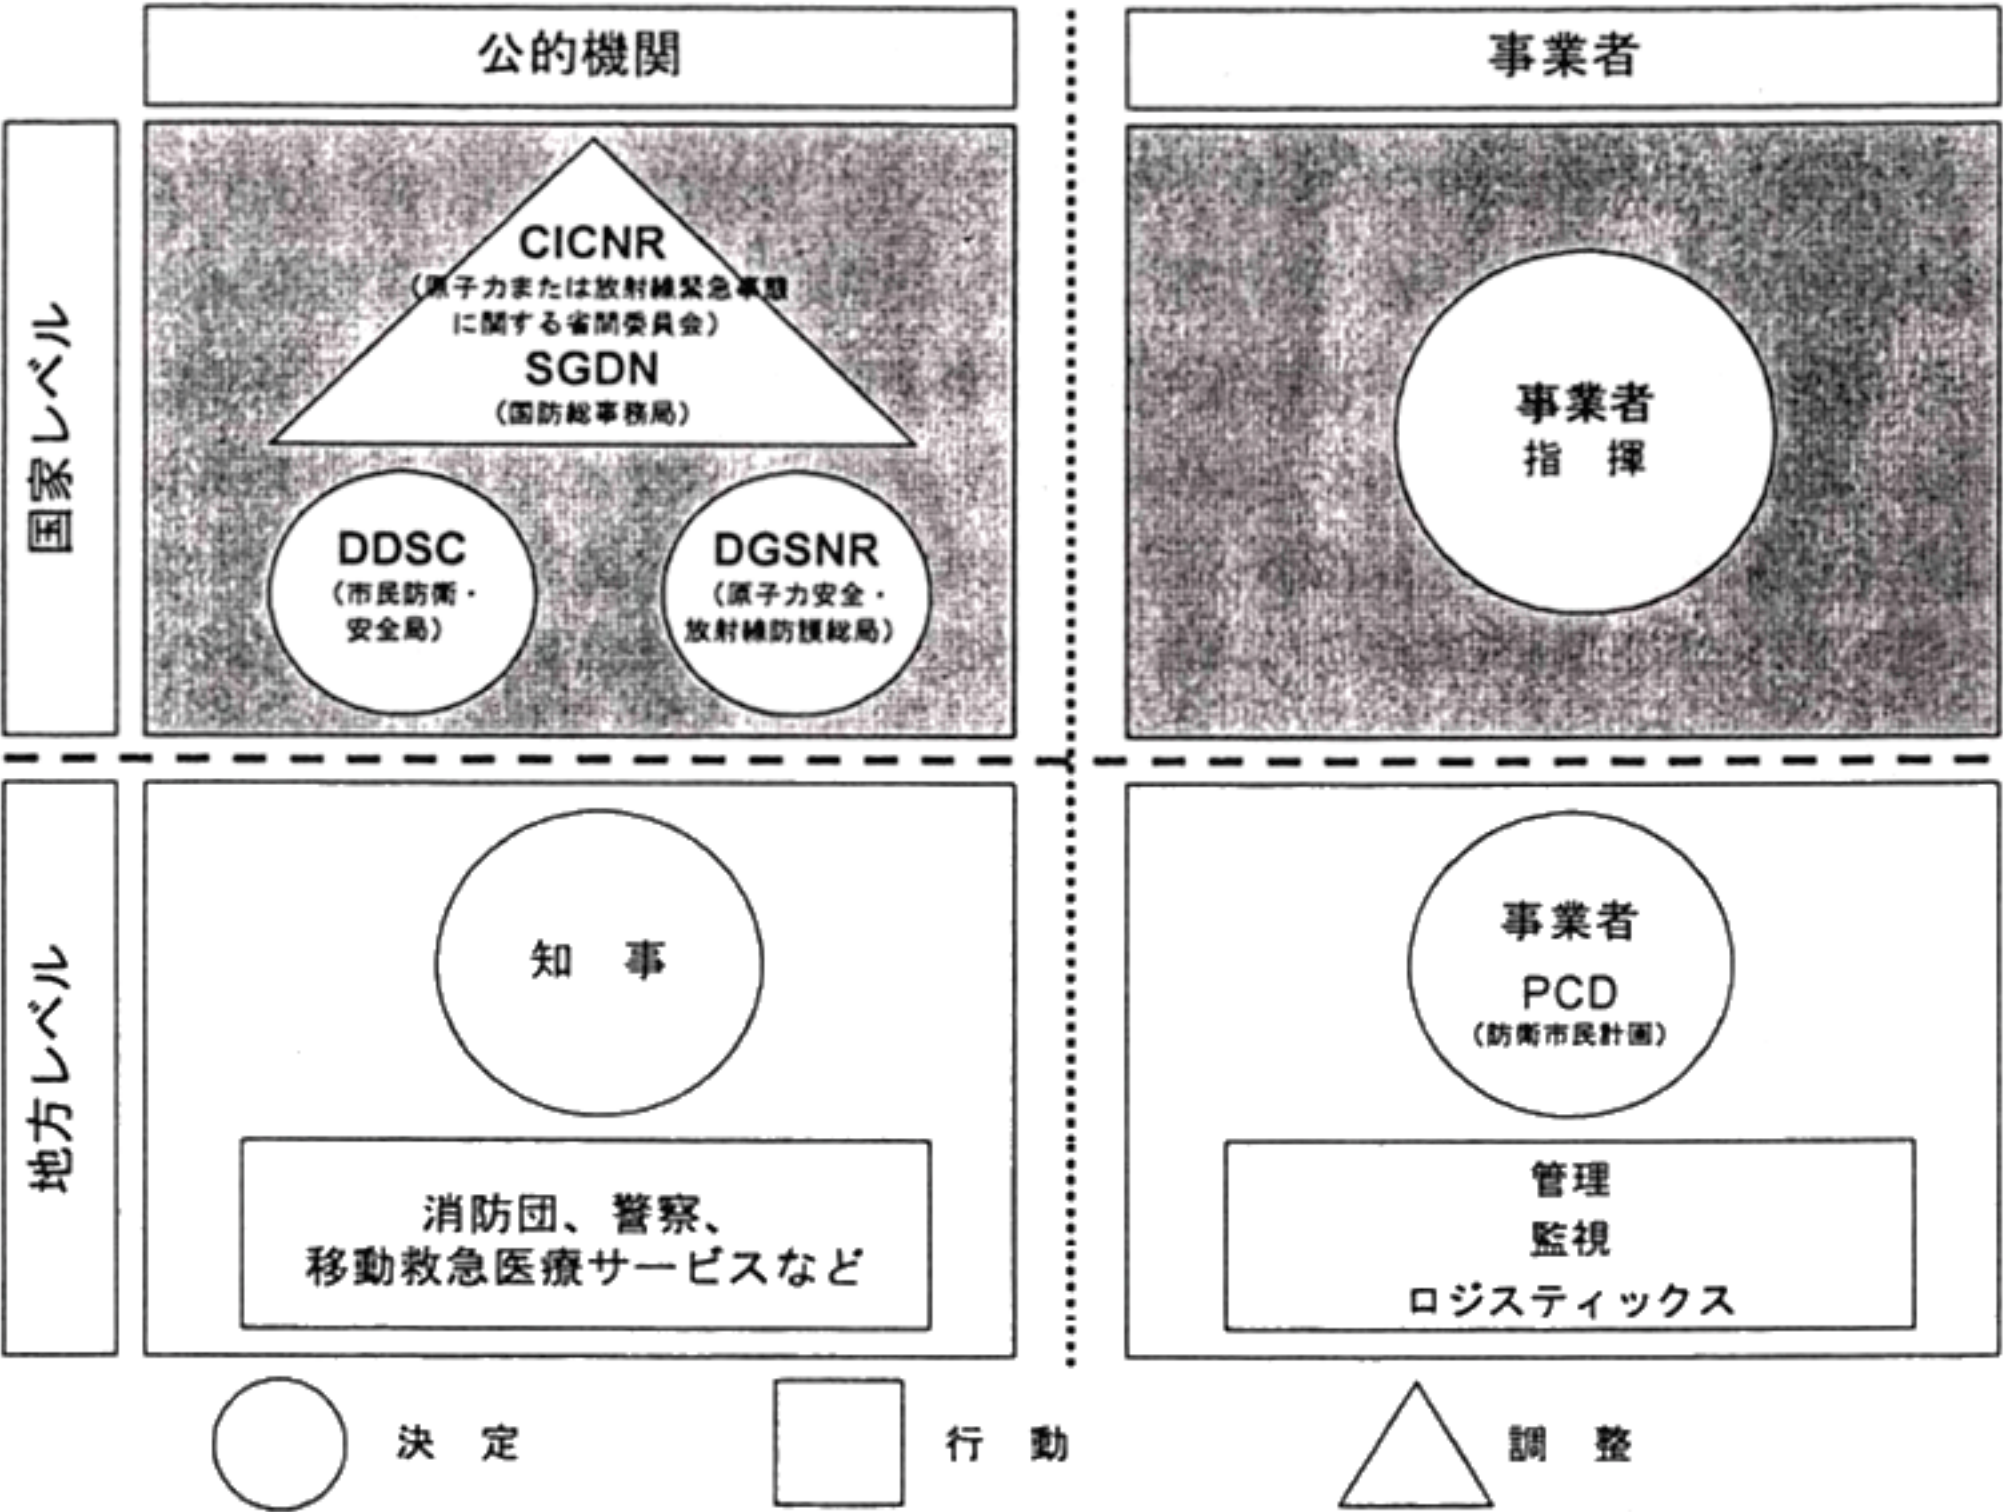 公的機関
事業者
国家レベル
CICNR
（原子力または放射線緊急事態
に関する省間委員会）
SGDN
（国防総事務局）
DDSC
（市民防衛・
安全局）
DGSNR
（原子力安全・
放射線防護総局）
事業者
指　揮
地方レベル
知　事
消防団、警察、
移動救急医療サービスなど
事業者
PCD
（防衛市民計画）
管理
監視
ロジスティックス
決　定
行　動
調　整